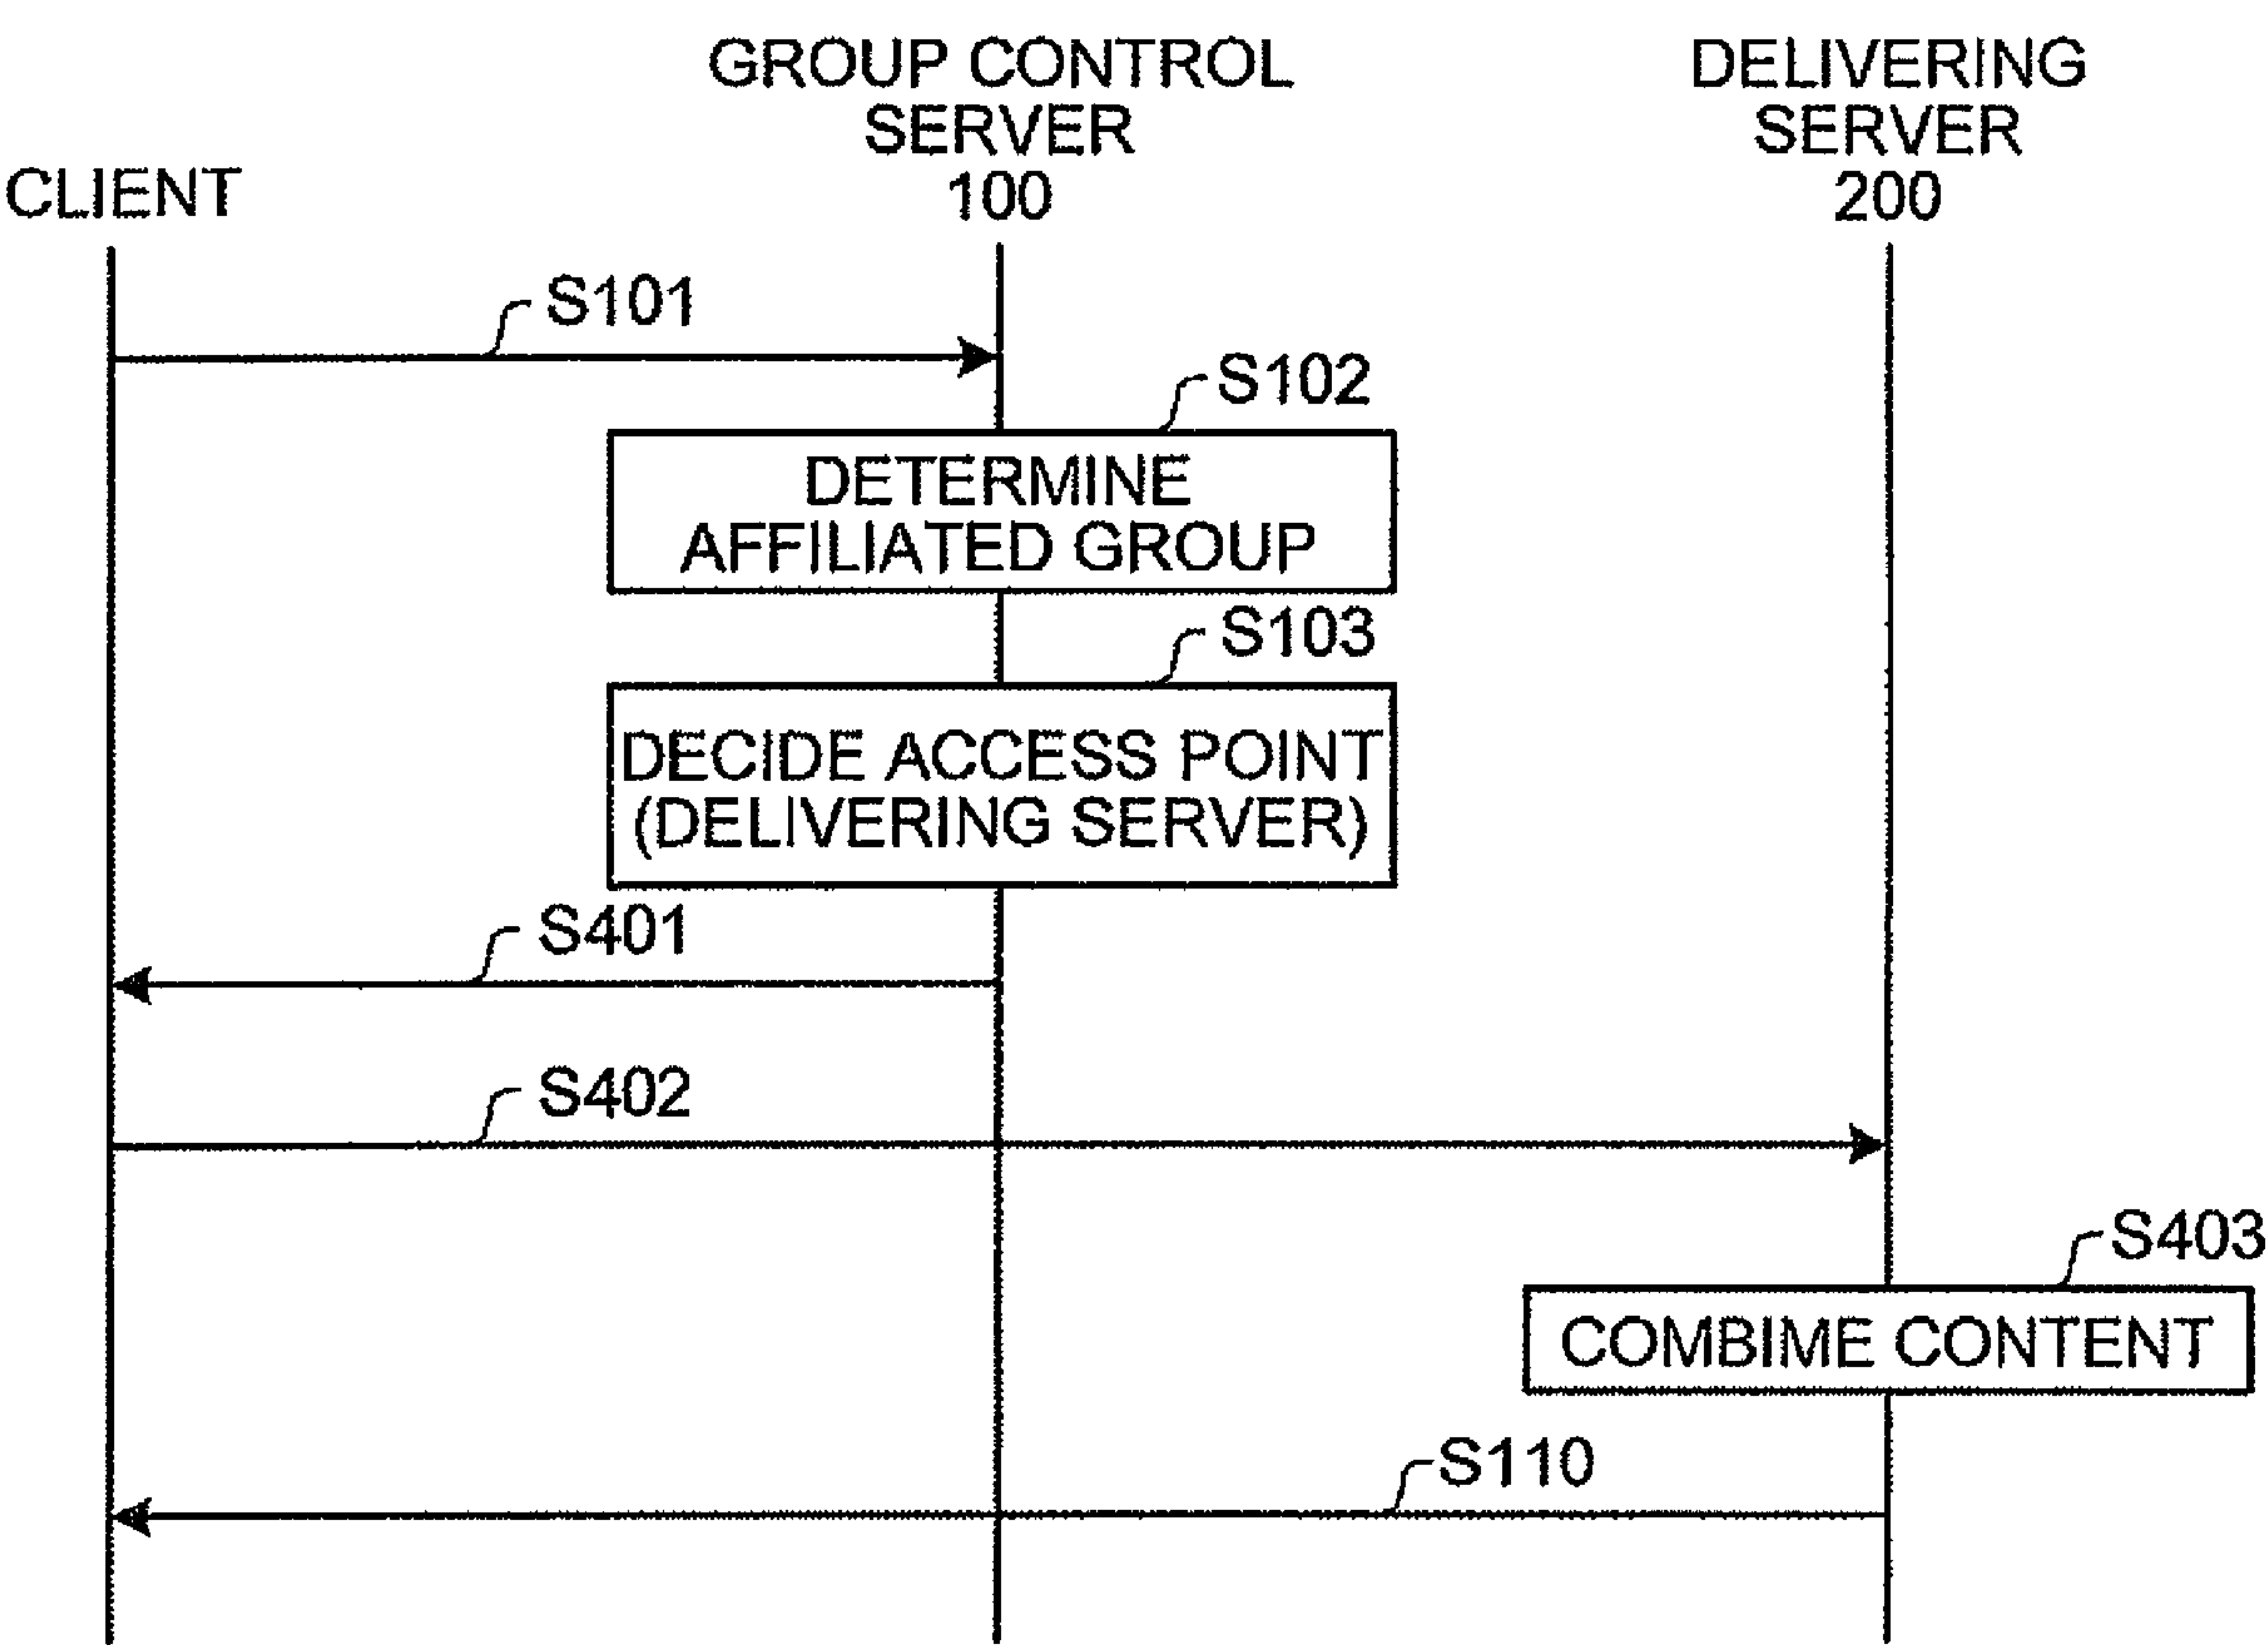 GROUP CONTROL
SERVER
100
DELIVERING
SERVER
200
CLIENT
S101
S102
DETERMINE
AFFILIATED GROUP
S103
DECIDE ACCESS POINT
(DELIVERING SERVER)
S401
S402
S403
COMBIME CONTENT
S110